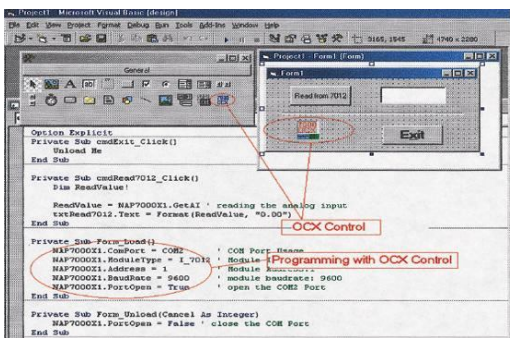 Project1 - Microsoft Visual Basic [design]
File Edit View Project Format Debug Run Tools Add-Ins Window Help
3165, 1545
4740 x 2280
General
Project1 - Form1 (Form)
Form1
Read from 7012
Exit
Option Explicit
Private Sub cmdExit_Click()
Unload Me
End Sub
Private Sub cmdRead7012_Click()
Dim ReadValue!
ReadValue = NAP7000X1.GetAI ' reading the analog input
txtRead7012.Text = Format(ReadValue, "0.00")
End Sub
OCX Control
Private Sub Form_Load()
NAP7000X1.ComPort = COM2 ' COM Port Usage
NAP7000X1.ModuleType = I_7012 ' Module
Programming with OCX Control
NAP7000X1.Address = 1 ' Module Address:1
NAP7000X1.BaudRate = 9600 ' module baudrate: 9600
NAP7000X1.PortOpen = True ' open the COM2 Port
End Sub
Private Sub Form_Unload(Cancel As Integer)
NAP7000X1.PortOpen = False ' close the COM Port
End Sub